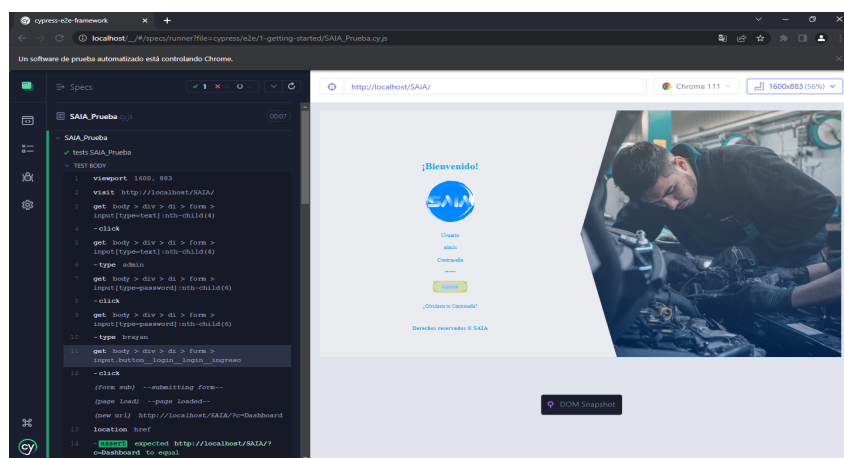 cypress-e2e-framework
localhost/__/#/specs/runner?file=cypress/e2e/1-getting-started/SAIA_Prueba.cy.js
Un software de prueba automatizado está controlando Chrome.
Specs
1
http://localhost/SAIA/
Chrome 111
1600x883 (56%)
SAIA_Prueba cy.js
00:07
SAIA_Prueba
tests SAIA_Prueba
TEST BODY
1 viewport 1600, 883
2 visit http://localhost/SAIA/
3 get body > div > di > form >
input[type=text]:nth-child(4)
4 -click
5 get body > div > di > form >
input[type=text]:nth-child(4)
6 -type admin
7 get body > div > di > form >
input[type=password]:nth-child(6)
8 -click
9 get body > div > di > form >
input[type=password]:nth-child(6)
10 -type brayan
11 get body > div > di > form >
input.button__login__login__ingreso
12 -click
(form sub) --submitting form--
(page load) --page loaded--
(new url) http://localhost/SAIA/?c=Dashboard
13 location href
14 -assert expected http://localhost/SAIA/?
c=Dashboard to equal
cy
¡Bienvenido!
SAIA
Usuario
admin
Contraseña
¿Olvidaste tu Contraseña?
Derechos reservados © SAIA
DOM Snapshot